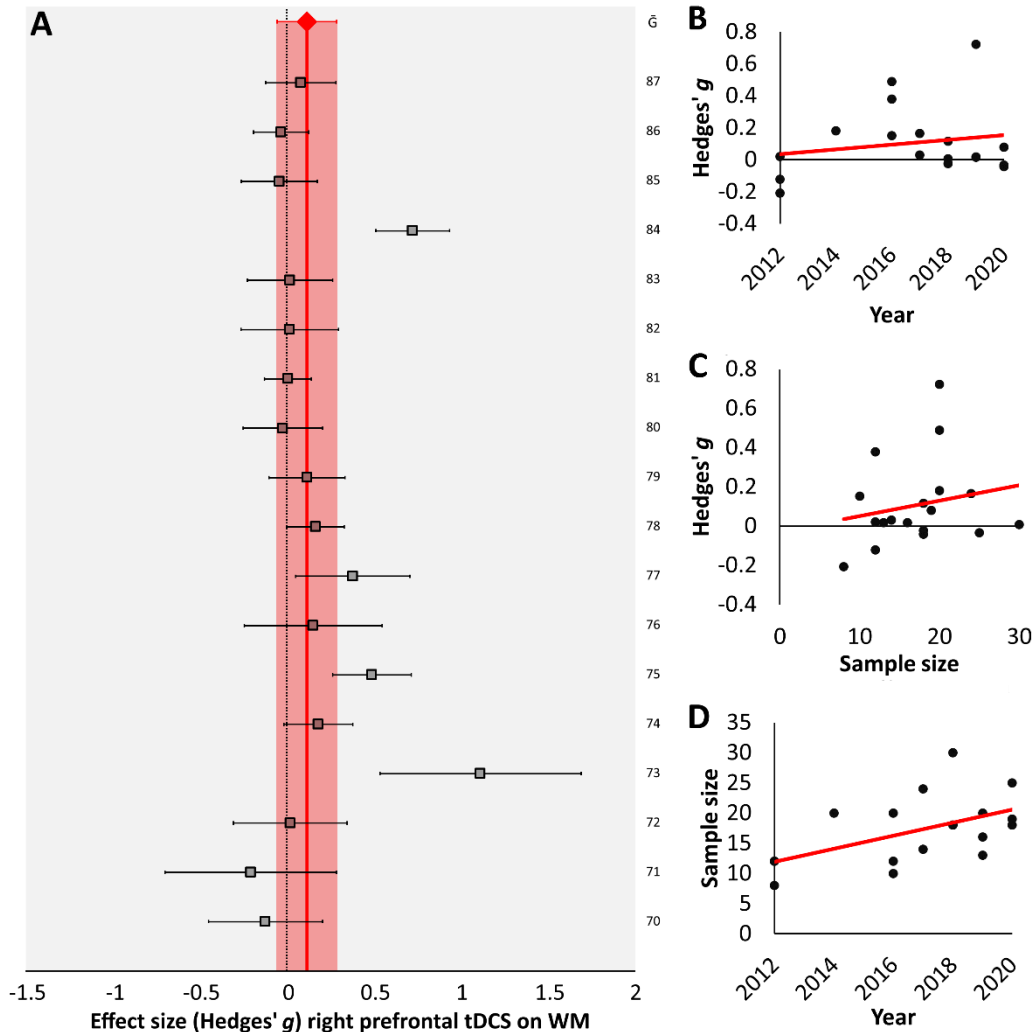 A
Ḡ
87
86
85
84
83
82
81
80
79
78
77
76
75
74
73
72
71
70
-1.5 -1 -0.5 0 0.5 1 1.5 2
Effect size (Hedges' g) right prefrontal tDCS on WM
B
Hedges' g
0.8
0.6
0.4
0.2
0
-0.2
-0.4
2012 2014 2016 2018 2020
Year
C
Hedges' g
0.8
0.6
0.4
0.2
0
-0.2
-0.4
0 10 20 30
Sample size
D
Sample size
35
30
25
20
15
10
5
0
2012 2014 2016 2018 2020
Year